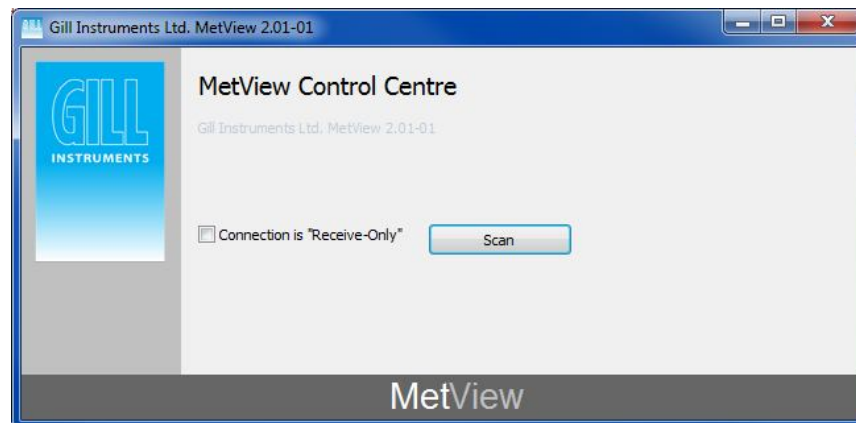 Gill Instruments Ltd. MetView 2.01-01
GILL
INSTRUMENTS
MetView Control Centre
Gill Instruments Ltd. MetView 2.01-01
Connection is "Receive-Only"
Scan
MetView